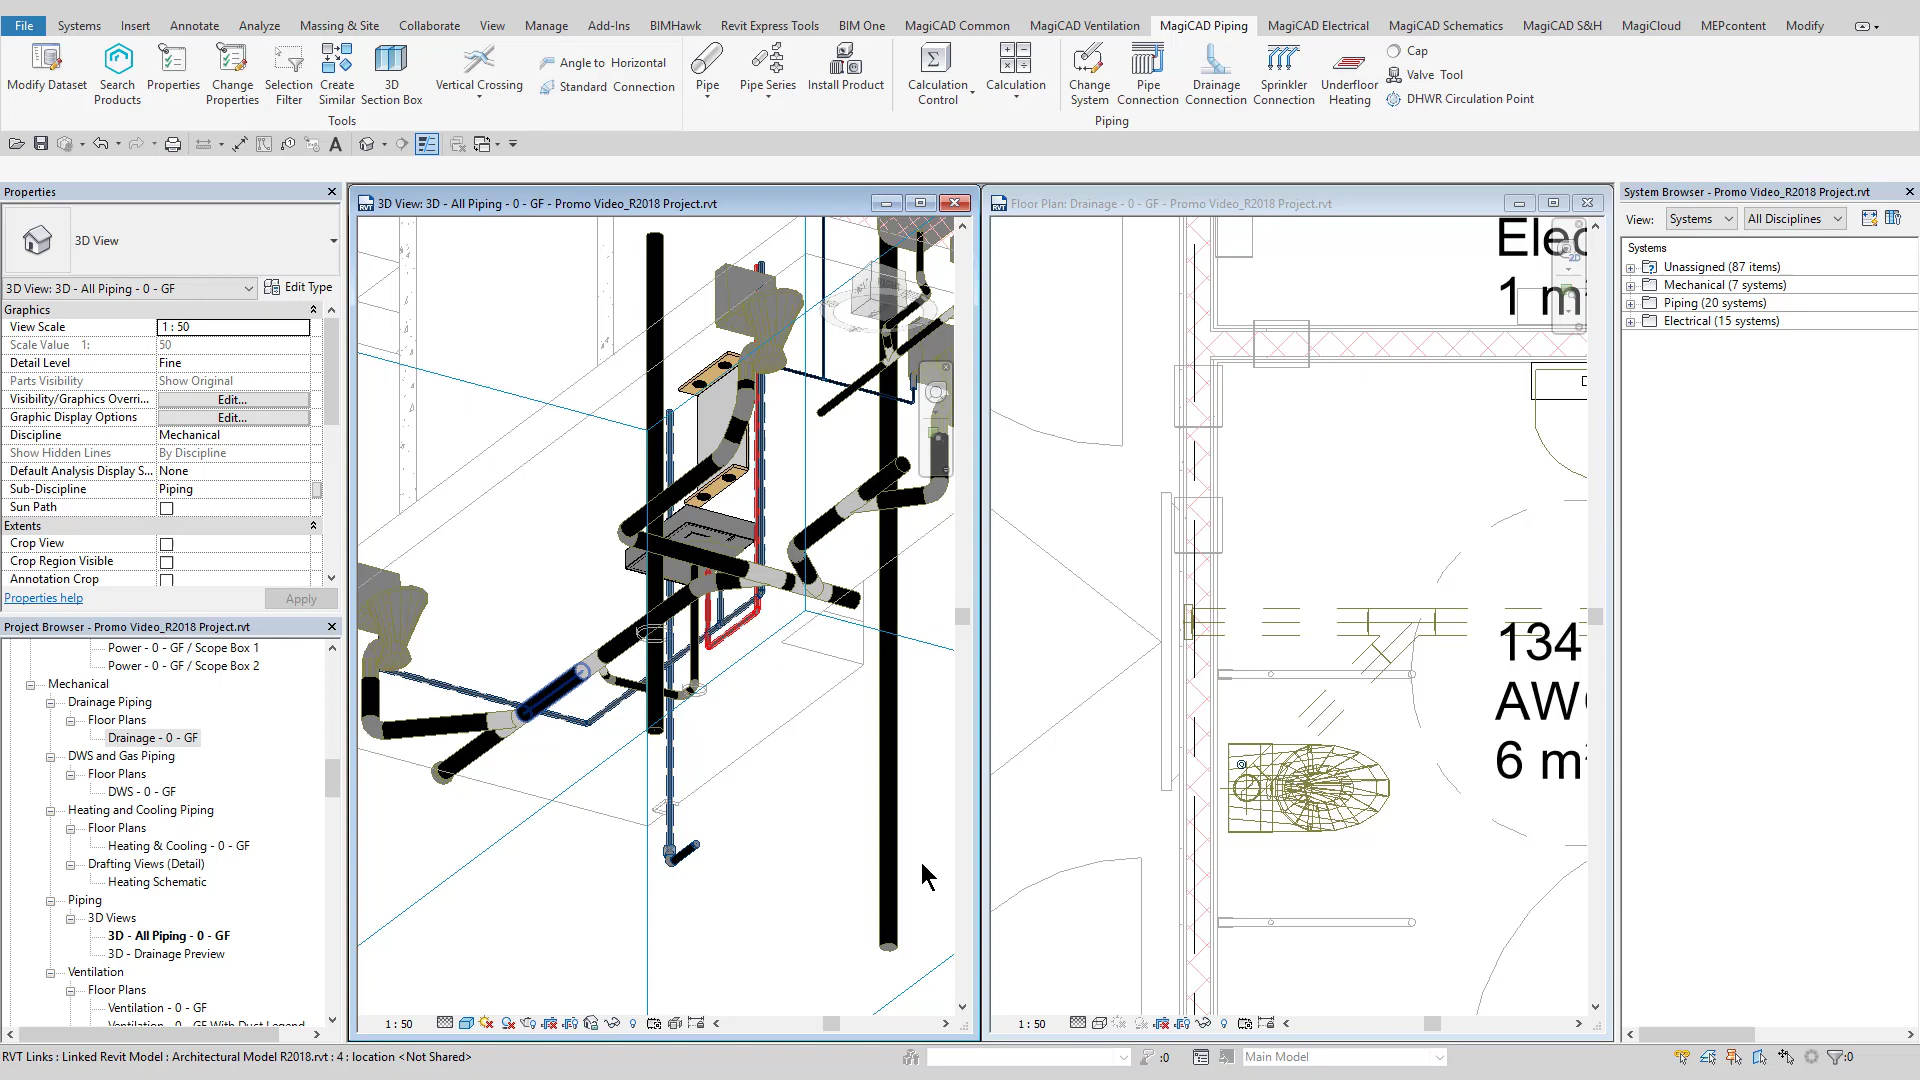 File Systems Insert Annotate Analyze Massing & Site Collaborate View Manage Add-Ins BIMHawk Revit Express Tools BIM One MagiCAD Common MagiCAD Ventilation MagiCAD Piping MagiCAD Electrical MagiCAD Schematics MagiCAD S&H MagiCloud MEPcontent Modify
Modify Dataset
Search Products
Properties
Change Properties
Selection Filter
Create Similar
3D Section Box
Vertical Crossing
Angle to Horizontal
Standard Connection
Pipe
Pipe Series
Install Product
Calculation Control
Calculation
Change System
Pipe Connection
Drainage Connection
Sprinkler Connection
Underfloor Heating
Cap
Valve Tool
DHWR Circulation Point
Tools
Piping
Properties
3D View
3D View: 3D - All Piping - 0 - GF
Edit Type
Graphics
View Scale 1 : 50
Scale Value 1: 50
Detail Level Fine
Parts Visibility Show Original
Visibility/Graphics Overri... Edit...
Graphic Display Options Edit...
Discipline Mechanical
Show Hidden Lines By Discipline
Default Analysis Display S... None
Sub-Discipline Piping
Sun Path
Extents
Crop View
Crop Region Visible
Annotation Crop
Properties help
Apply
Project Browser - Promo Video_R2018 Project.rvt
Power - 0 - GF / Scope Box 1
Power - 0 - GF / Scope Box 2
Mechanical
Drainage Piping
Floor Plans
Drainage - 0 - GF
DWS and Gas Piping
Floor Plans
DWS - 0 - GF
Heating and Cooling Piping
Floor Plans
Heating & Cooling - 0 - GF
Drafting Views (Detail)
Heating Schematic
Piping
3D Views
3D - All Piping - 0 - GF
3D - Drainage Preview
Ventilation
Floor Plans
Ventilation - 0 - GF
Ventilation - 0 - GF With Duct Legend
3D View: 3D - All Piping - 0 - GF - Promo Video_R2018 Project.rvt
1 : 50
Floor Plan: Drainage - 0 - GF - Promo Video_R2018 Project.rvt
Elec
1 m²
2D
134
AW
6 m²
1 : 50
System Browser - Promo Video_R2018 Project.rvt
View: Systems All Disciplines
Systems
Unassigned (87 items)
Mechanical (7 systems)
Piping (20 systems)
Electrical (15 systems)
RVT Links : Linked Revit Model : Architectural Model R2018.rvt : 4 : location <Not Shared>
:0
Main Model
:0